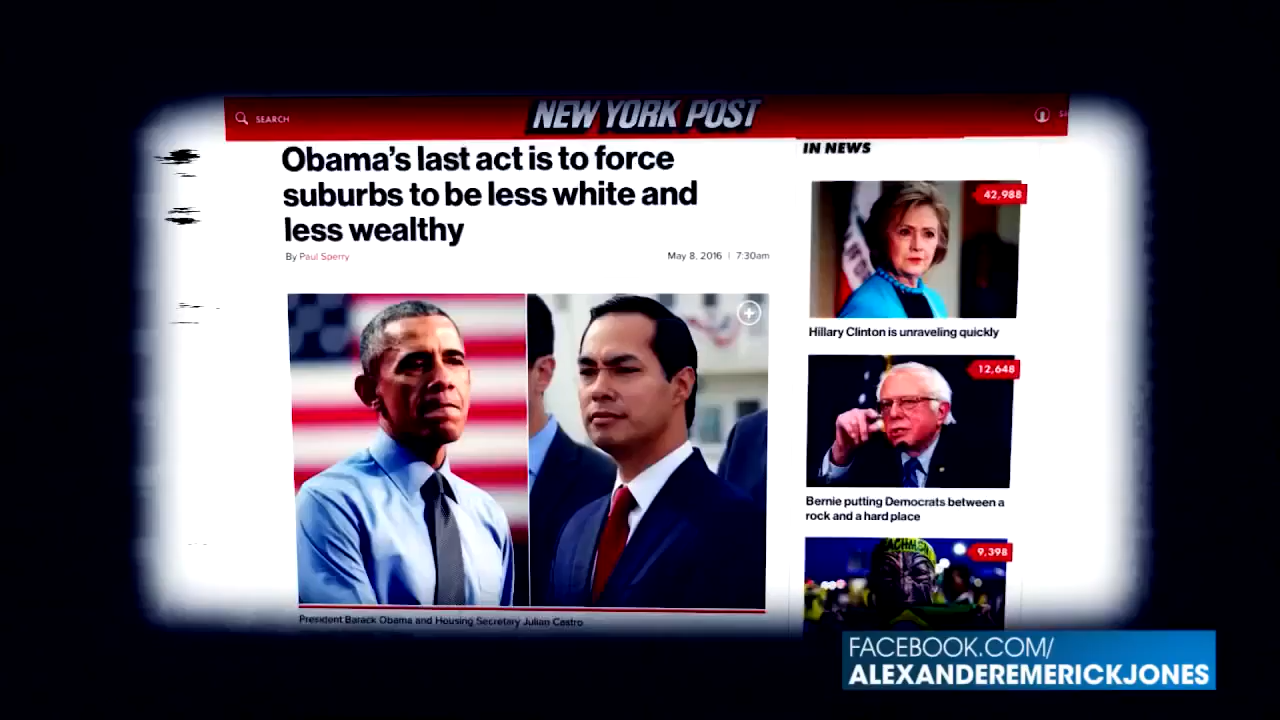 SEARCH
NEW YORK POST
Obama's last act is to force
suburbs to be less white and
less wealthy
By Paul Sperry
May 8, 2016 | 7:30am
President Barack Obama and Housing Secretary Julian Castro
IN NEWS
42,988
Hillary Clinton is unraveling quickly
12,648
Bernie putting Democrats between a
rock and a hard place
9,398
FACEBOOK.COM/
ALEXANDEREMERICKJONES